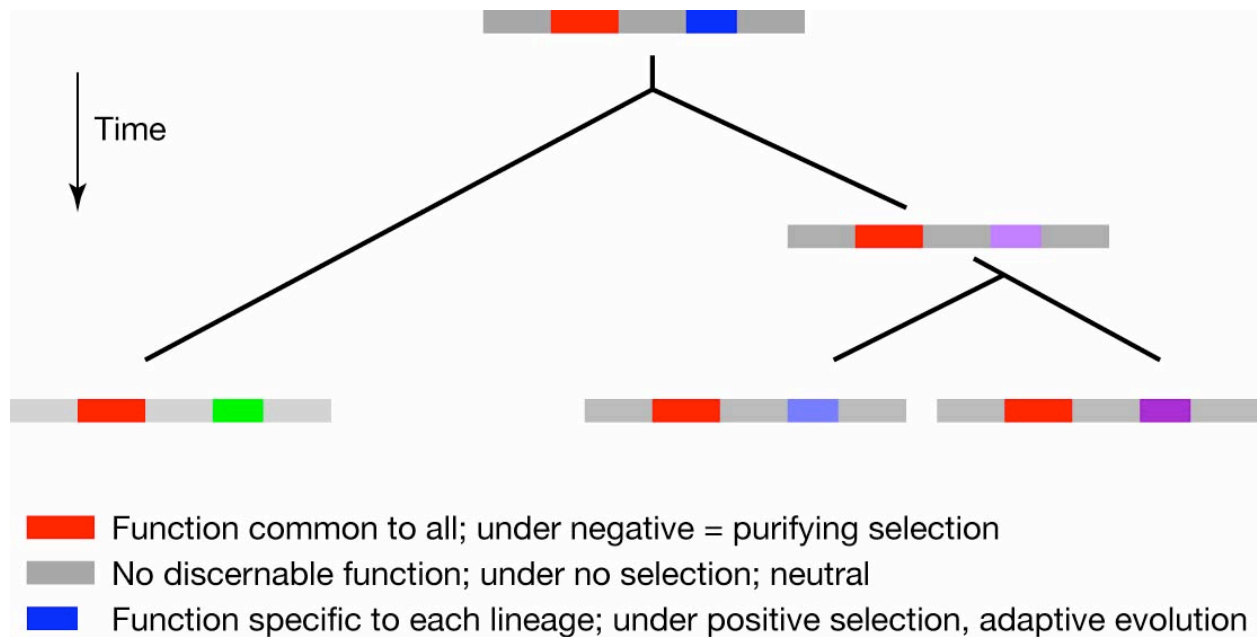 Time
Function common to all; under negative = purifying selection
No discernable function; under no selection; neutral
Function specific to each lineage; under positive selection, adaptive evolution